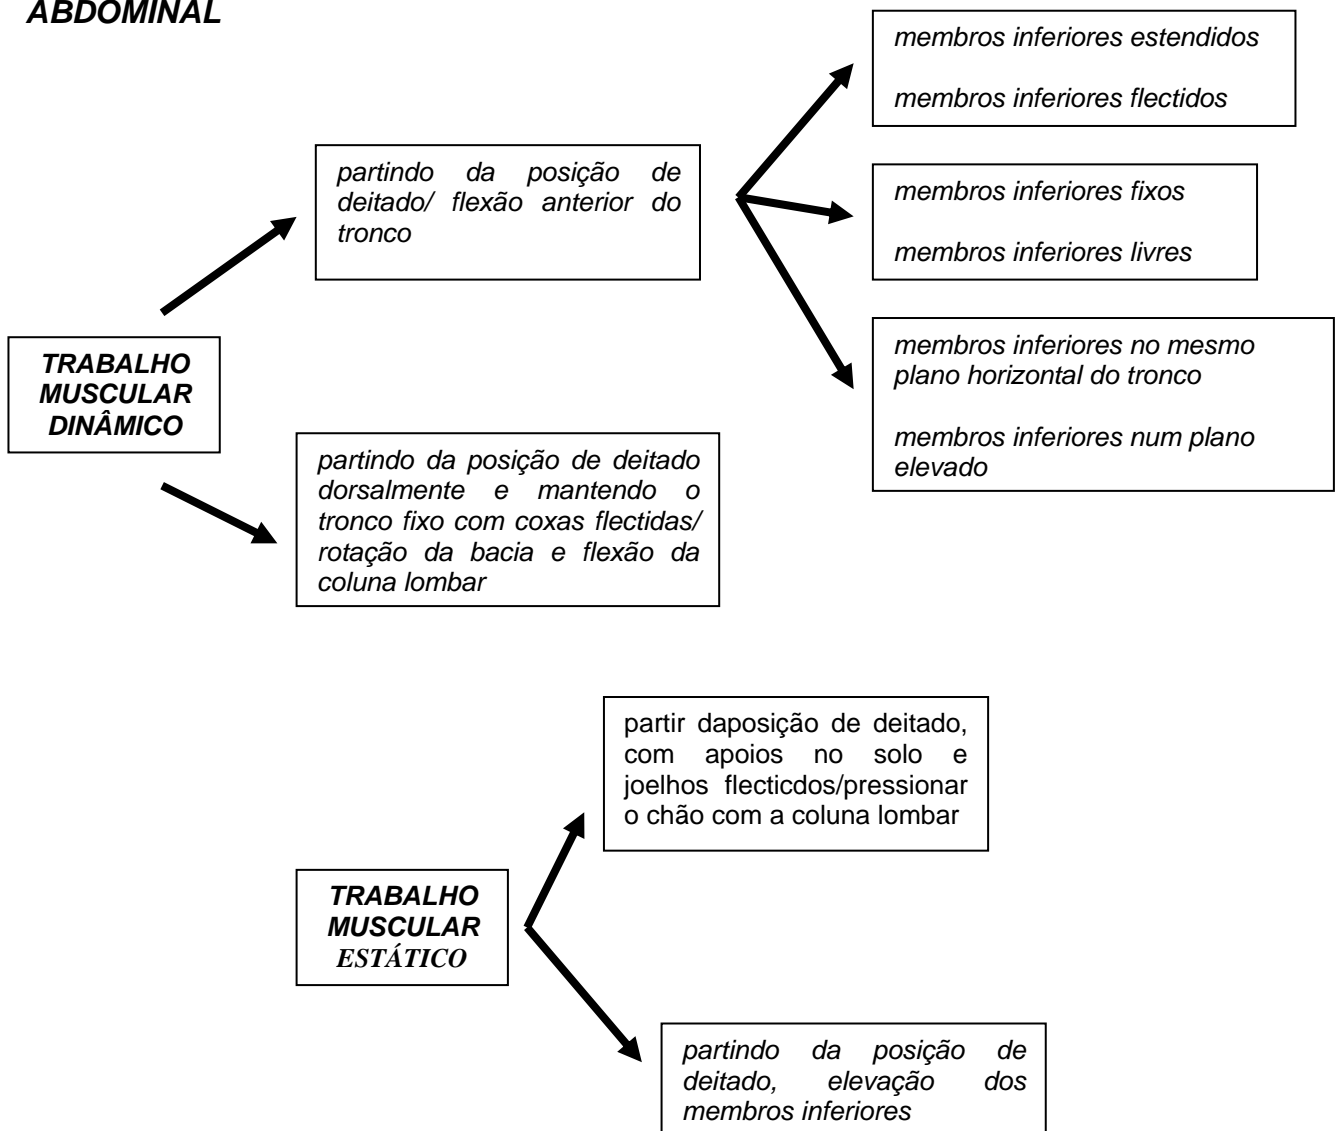 ABDOMINAL
membros inferiores estendidos
membros inferiores flectidos
partindo da posição de
deitado/ flexão anterior do
tronco
membros inferiores fixos
membros inferiores livres
membros inferiores no mesmo
plano horizontal do tronco
membros inferiores num plano
elevado
TRABALHO
MUSCULAR
DINÂMICO
partindo da posição de deitado
dorsalmente e mantendo o
tronco fixo com coxas flectidas/
rotação da bacia e flexão da
coluna lombar
partir daposição de deitado,
com apoios no solo e
joelhos flecticdos/pressionar
o chão com a coluna lombar
TRABALHO
MUSCULAR
ESTÁTICO
partindo da posição de
deitado, elevação dos
membros inferiores